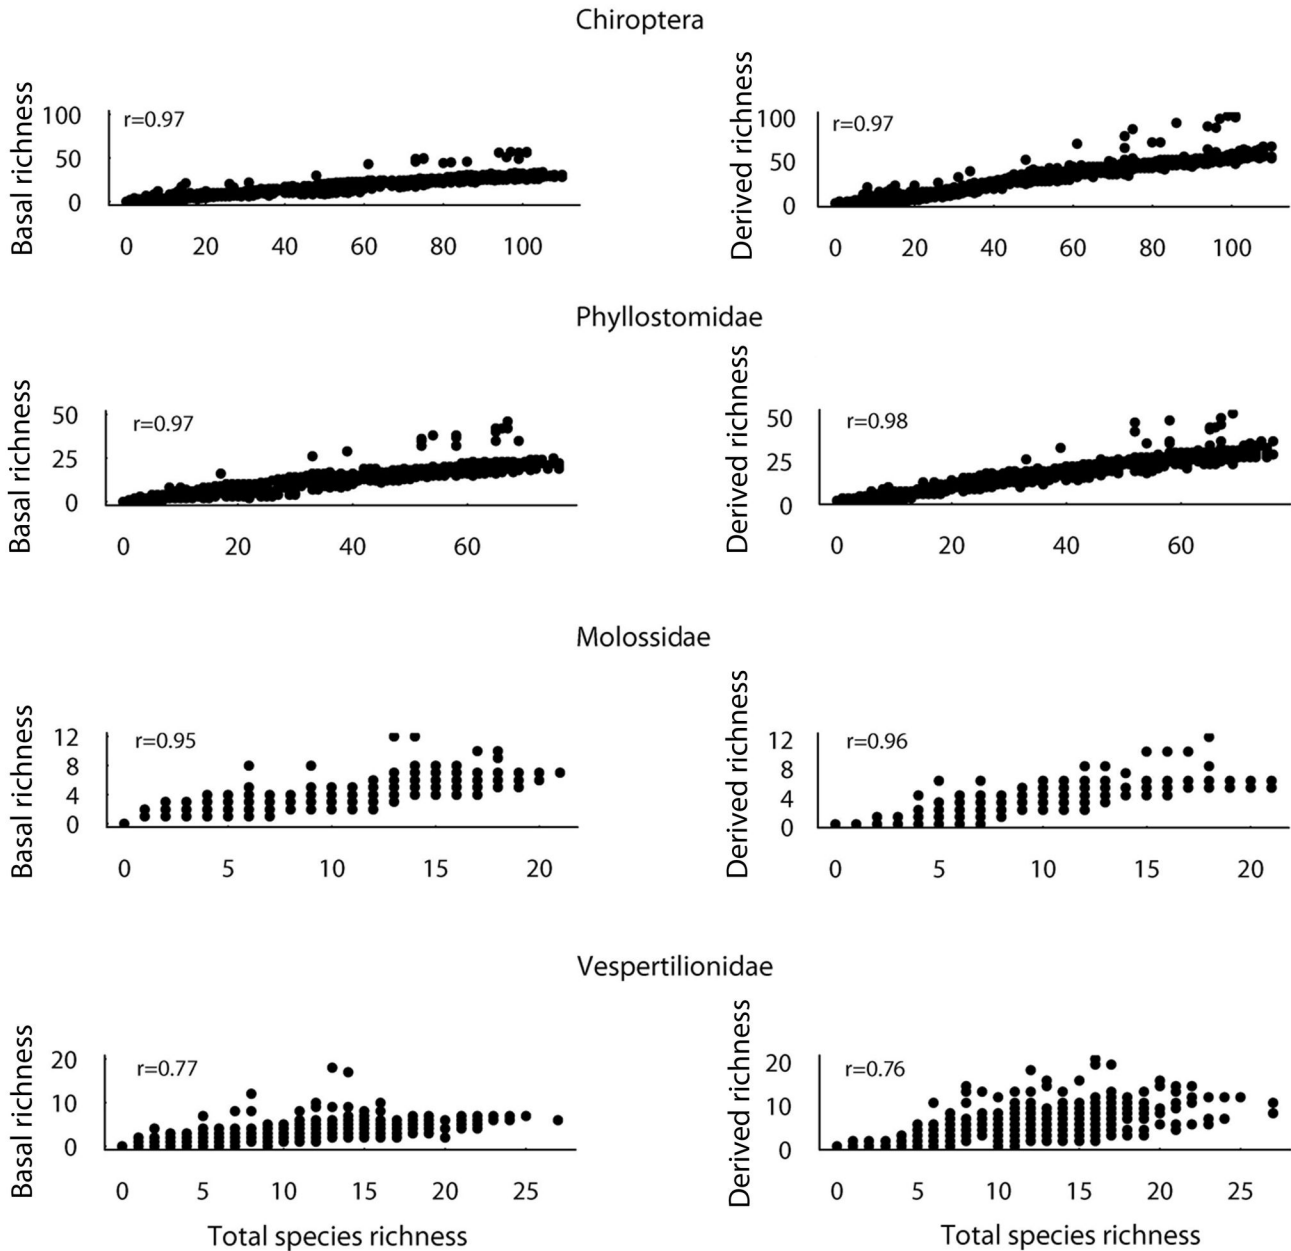 Chiroptera
Basal richness
100
50
0
r=0.97
0 20 40 60 80 100
Derived richness
100
50
0
r=0.97
0 20 40 60 80 100
Phyllostomidae
Basal richness
50
25
0
r=0.97
0 20 40 60
Derived richness
50
25
0
r=0.98
0 20 40 60
Molossidae
Basal richness
12
8
4
0
r=0.95
0 5 10 15 20
Derived richness
12
8
4
0
r=0.96
0 5 10 15 20
Vespertilionidae
Basal richness
20
10
0
r=0.77
0 5 10 15 20 25
Total species richness
Derived richness
20
10
0
r=0.76
0 5 10 15 20 25
Total species richness